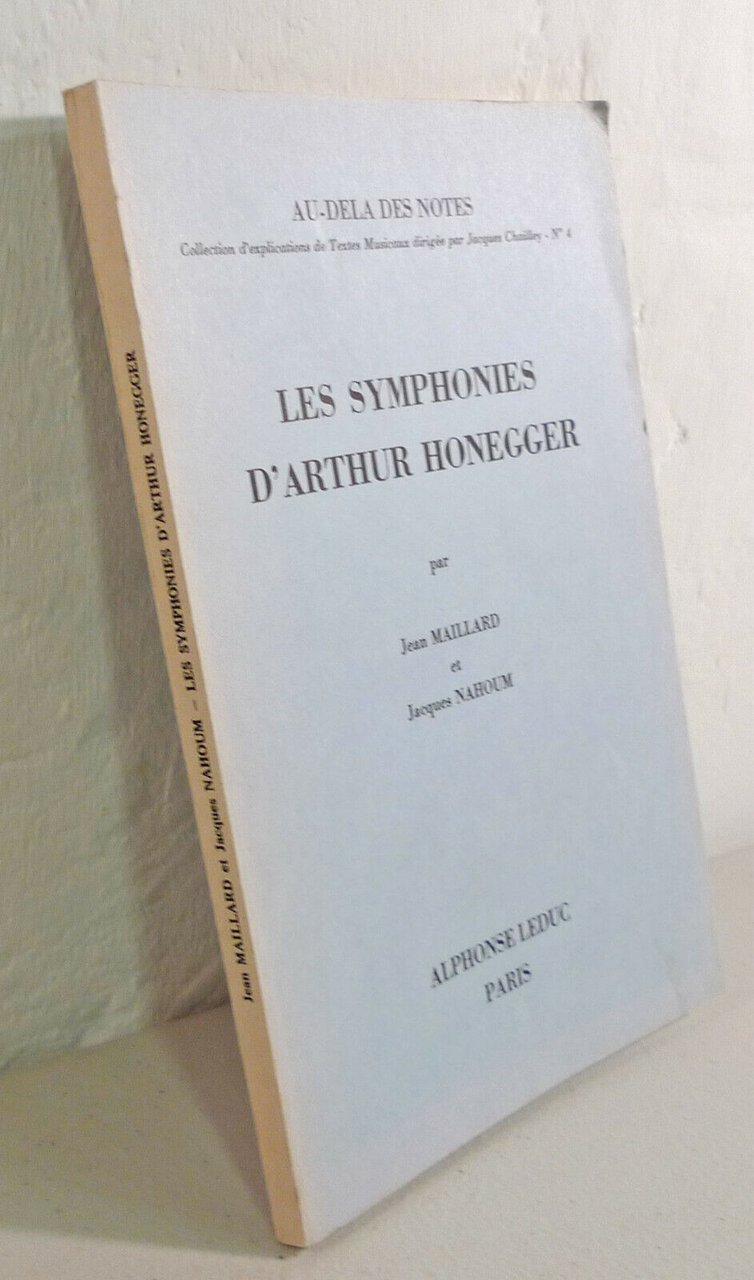 AU-DELA DES NOTES
Collection d'explications de Textes Musicaux dirigée par Jacques Chailley - N° 4
LES SYMPHONIES
D'ARTHUR HONEGGER
par
Jean MAILLARD
et
Jacques NAHOUM
ALPHONSE LEDUC
PARIS
Jean MAILLARD et Jacques NAHOUM – LES SYMPHONIES D'ARTHUR HONEGGER